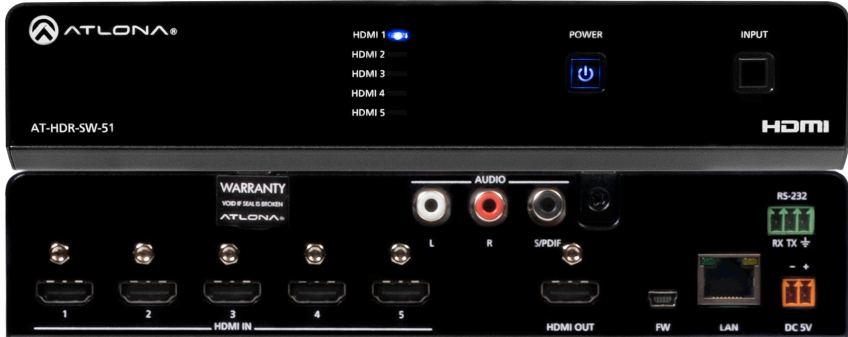 ATLONA®
HDMI 1
HDMI 2
HDMI 3
HDMI 4
HDMI 5
POWER
INPUT
AT-HDR-SW-51
HDMI
WARRANTY
VOID IF SEAL IS BROKEN
ATLONA®
AUDIO
L
R
S/PDIF
RS-232
RX TX
1
2
3
4
5
HDMI IN
HDMI OUT
FW
LAN
- +
DC 5V